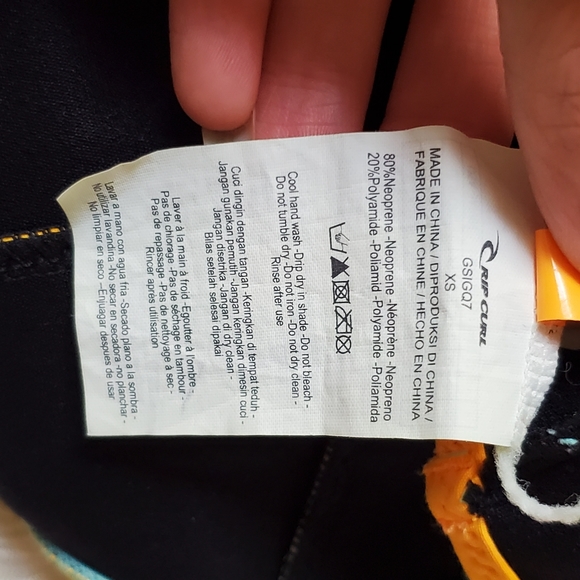 RIP CURL
GSIGQ7
XS
MADE IN CHINA / DIPRODUKSI DI CHINA /
FABRIQUE EN CHINE / HECHO EN CHINA
80%Neoprene -Neoprene -Néoprène -Neopreno
20%Polyamide -Poliamid -Polyamide -Poliamida
Cool hand wash -Drip dry in shade -Do not bleach -
Do not tumble dry -Do not iron -Do not dry clean -
Rinse after use
Cuci dingin dengan tangan -Keringkan di tempat teduh -
Jangan gunakan pemutih -Jangan keringkan dimesin cuci -
Jangan disetrika -Jangan di dry clean -
Bilas setelah selesai dipakai
Laver à la main à froid -Egoutter à l'ombre -
Pas de chlorage -Pas de séchage en tambour -
Pas de repassage -Pas de nettoyage à sec -
Rincer après utilisation
Lavar a mano con agua fria -Secado plano a la sombra -
No utilizar lavandina -No secar en secadora -no planchar -
No limpiar en seco -Enjuagar despues de usar